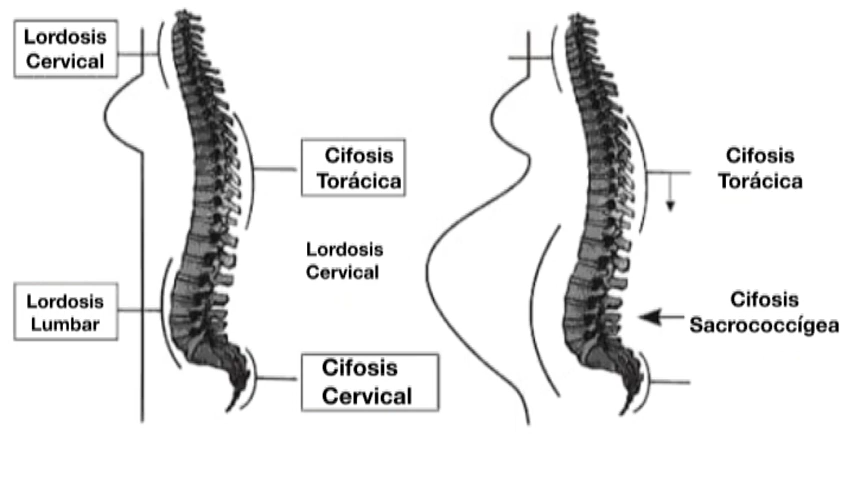 Lordosis
Cervical
Cifosis
Torácica
Lordosis
Cervical
Lordosis
Lumbar
Cifosis
Cervical
Cifosis
Torácica
Cifosis
Sacrococcígea